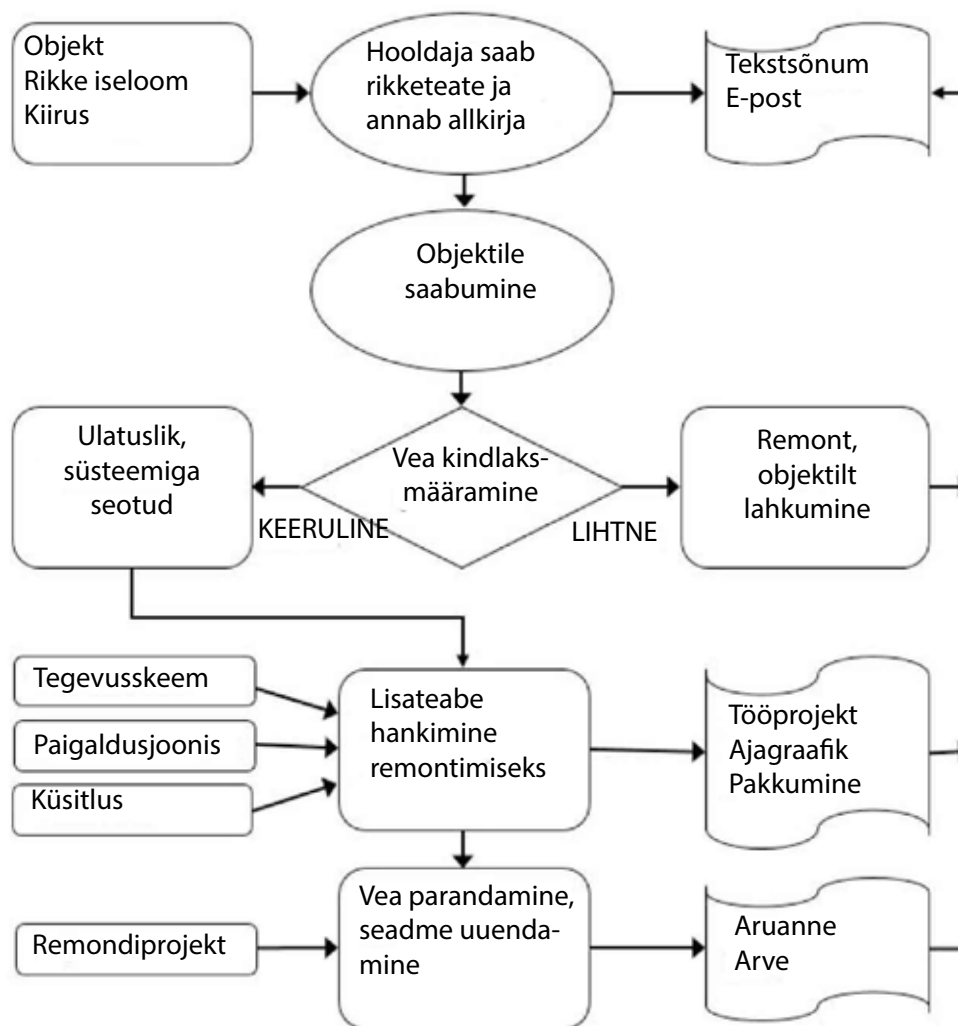 Objekt
Rikke iseloom
Kiirus
Hooldaja saab
rikketeate ja
annab allkirja
Tekstsõnum
E-post
Objektile
saabumine
Ulatuslik,
süsteemiga
seotud
Vea kindlaks-
määramine
Remont,
objektilt
lahkumine
KEERULINE
LIHTNE
Tegevusskeem
Paigaldusjoonis
Küsitlus
Lisateabe
hankimine
remontimiseks
Tööprojekt
Ajagraafik
Pakkumine
Remondiprojekt
Vea parandamine,
seadme uuenda-
mine
Aruanne
Arve